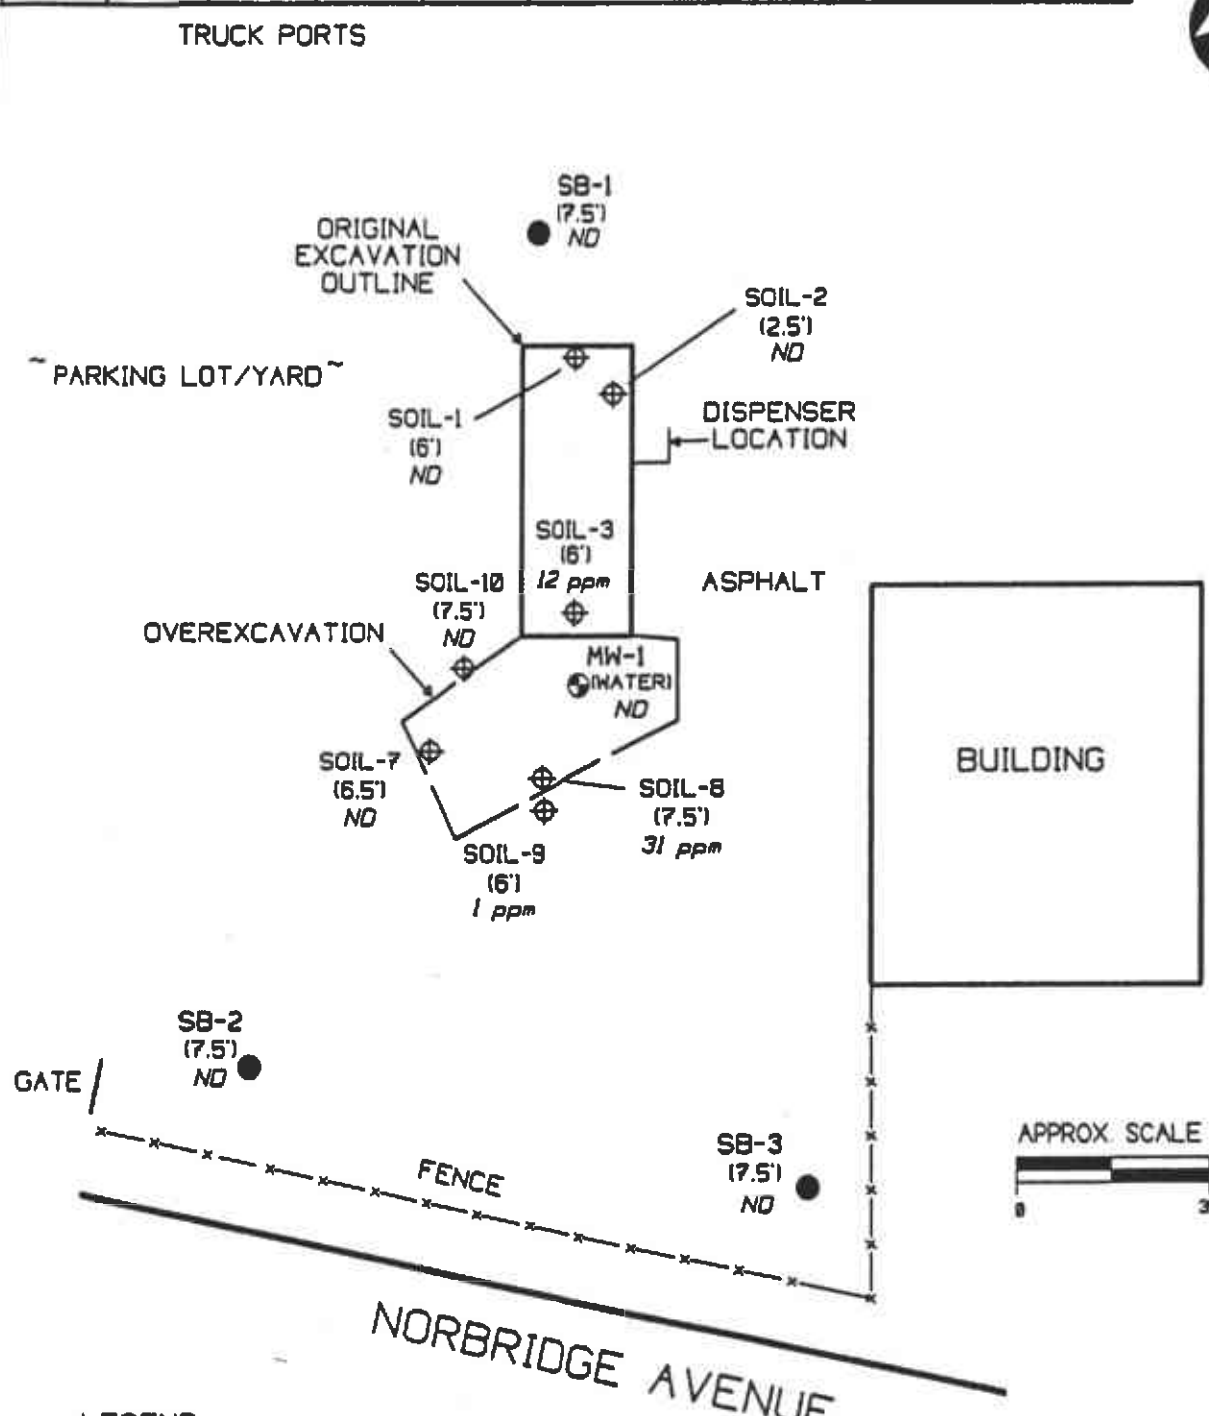 TRUCK PORTS
SB-1
(7.5')
ND
ORIGINAL
EXCAVATION
OUTLINE
SOIL-2
(2.5')
ND
~PARKING LOT/YARD~
SOIL-1
(6')
ND
DISPENSER
LOCATION
SOIL-3
(6')
12 ppm
SOIL-10
(7.5')
ND
ASPHALT
OVEREXCAVATION
MW-1
(WATER)
ND
BUILDING
SOIL-7
(6.5')
ND
SOIL-8
(7.5')
31 ppm
SOIL-9
(6')
1 ppm
SB-2
(7.5')
ND
GATE
FENCE
SB-3
(7.5')
ND
APPROX SCALE
0
NORBRIDGE AVENUE